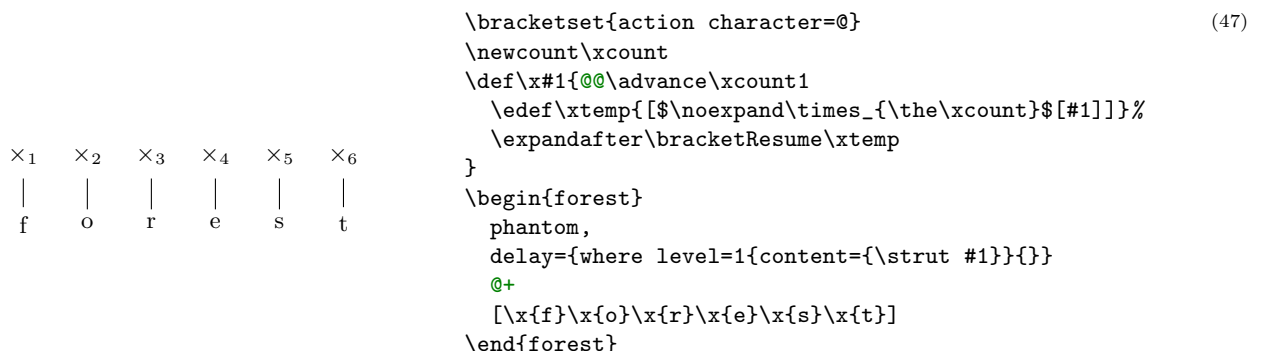 ×₁ ×₂ ×₃ ×₄ ×₅ ×₆
f o r e s t
\bracketset{action character=@}
(47)
\newcount\xcount
\def\x#1{@@\advance\xcount1
\edef\xtemp{[$\noexpand\times_{\the\xcount}$[#1]]}%
\expandafter\bracketResume\xtemp
}
\begin{forest}
phantom,
delay={where level=1{content={\strut #1}}{}}
@+
[\x{f}\x{o}\x{r}\x{e}\x{s}\x{t}]
\end{forest}